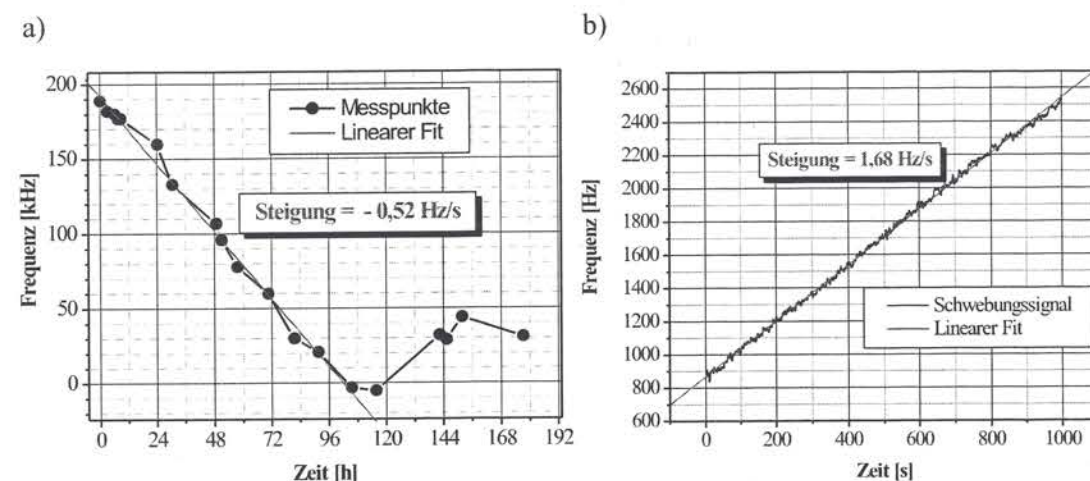 a)
200
150
100
50
0
Frequenz [kHz]
Messpunkte
Linearer Fit
Steigung = - 0,52 Hz/s
0 24 48 72 96 120 144 168 192
Zeit [h]
b)
2600
2400
2200
2000
1800
1600
1400
1200
1000
800
600
Frequenz [Hz]
Steigung = 1,68 Hz/s
Schwebungssignal
Linearer Fit
0 200 400 600 800 1000
Zeit [s]